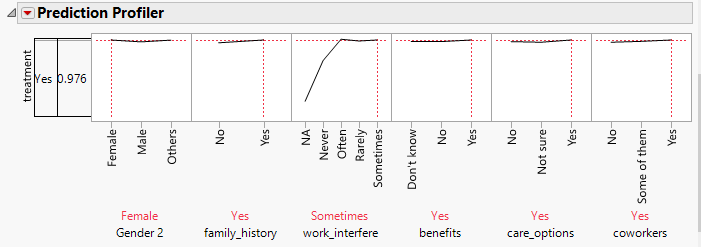 Prediction Profiler
treatment
Yes 0.976
Female Male Others
No Yes
NA Never Often Rarely Sometimes
Don't know No Yes
No Not sure Yes
No Some of them Yes
Female Yes Sometimes Yes Yes Yes
Gender 2 family_history work_interfere benefits care_options coworkers